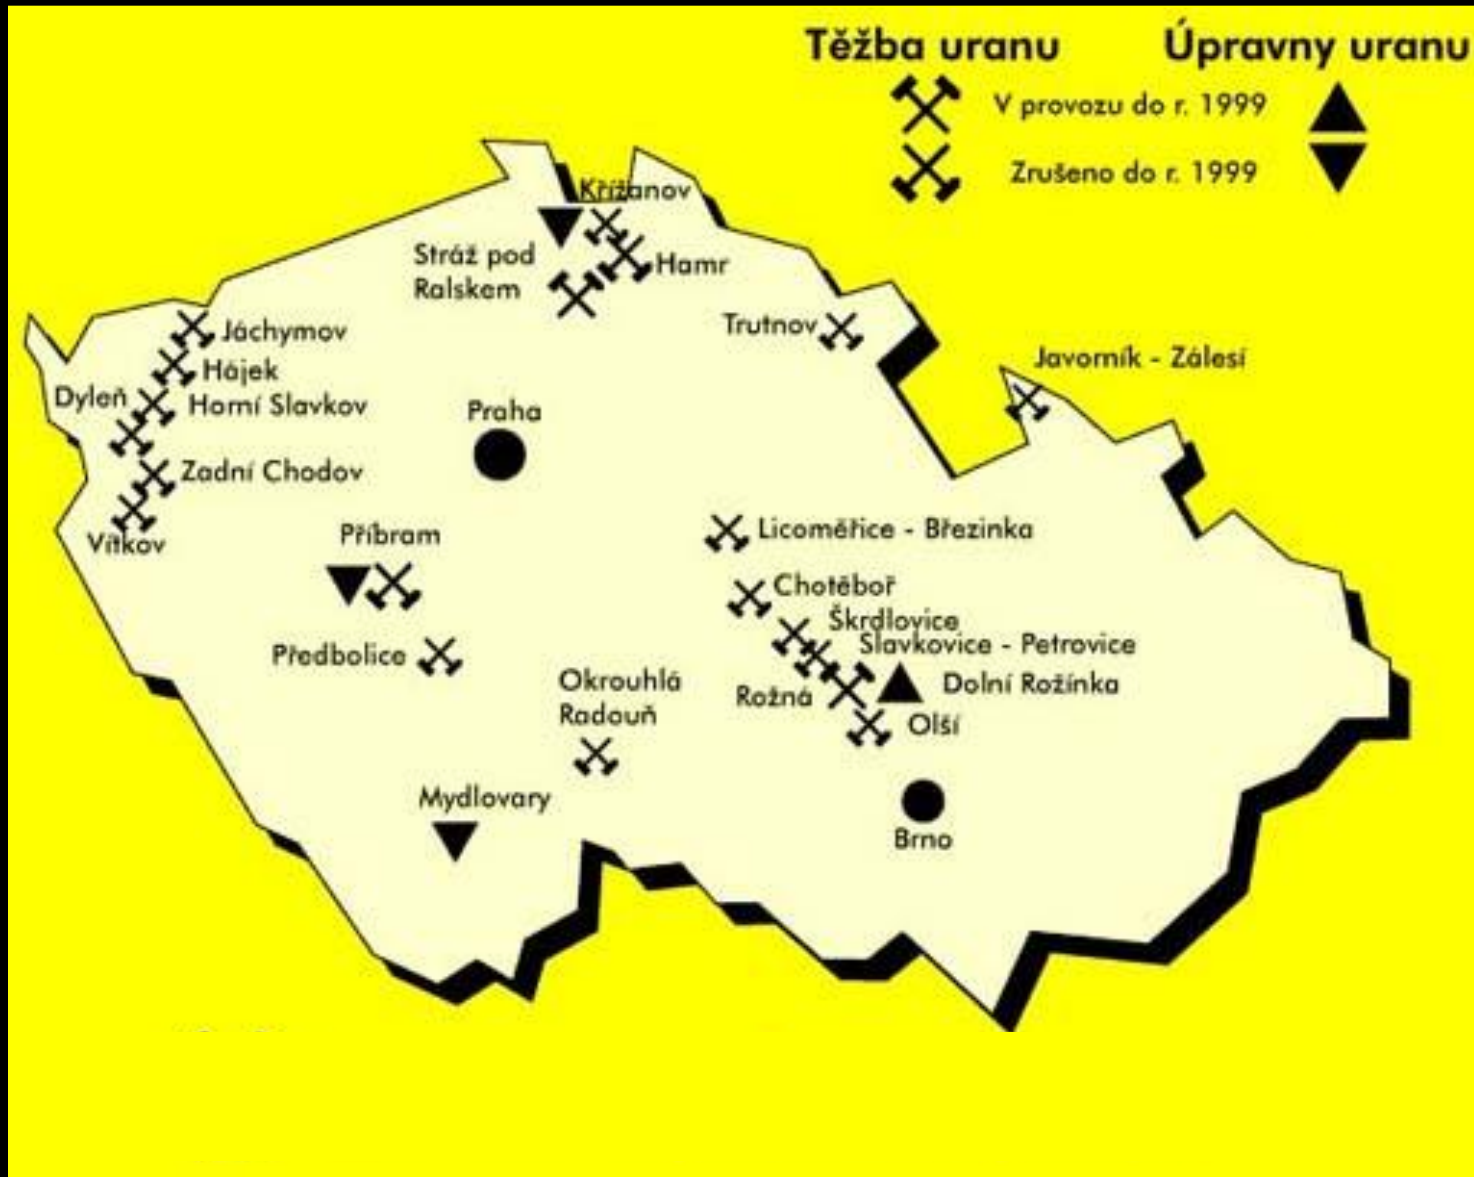 Těžba uranu
Úpravny uranu
V provozu do r. 1999
Zrušeno do r. 1999
Křížanov
Stráž pod
Ralskem
Hamr
Trutnov
Jáchymov
Javorník - Zálesí
Hájek
Dyleň
Horní Slavkov
Praha
Zadní Chodov
Vítkov
Příbram
Licoměřice - Březinka
Chotěboř
Škrdlovice
Slavkovice - Petrovice
Předbolice
Okrouhlá
Radouň
Rožná
Dolní Rožínka
Olší
Mydlovary
Brno